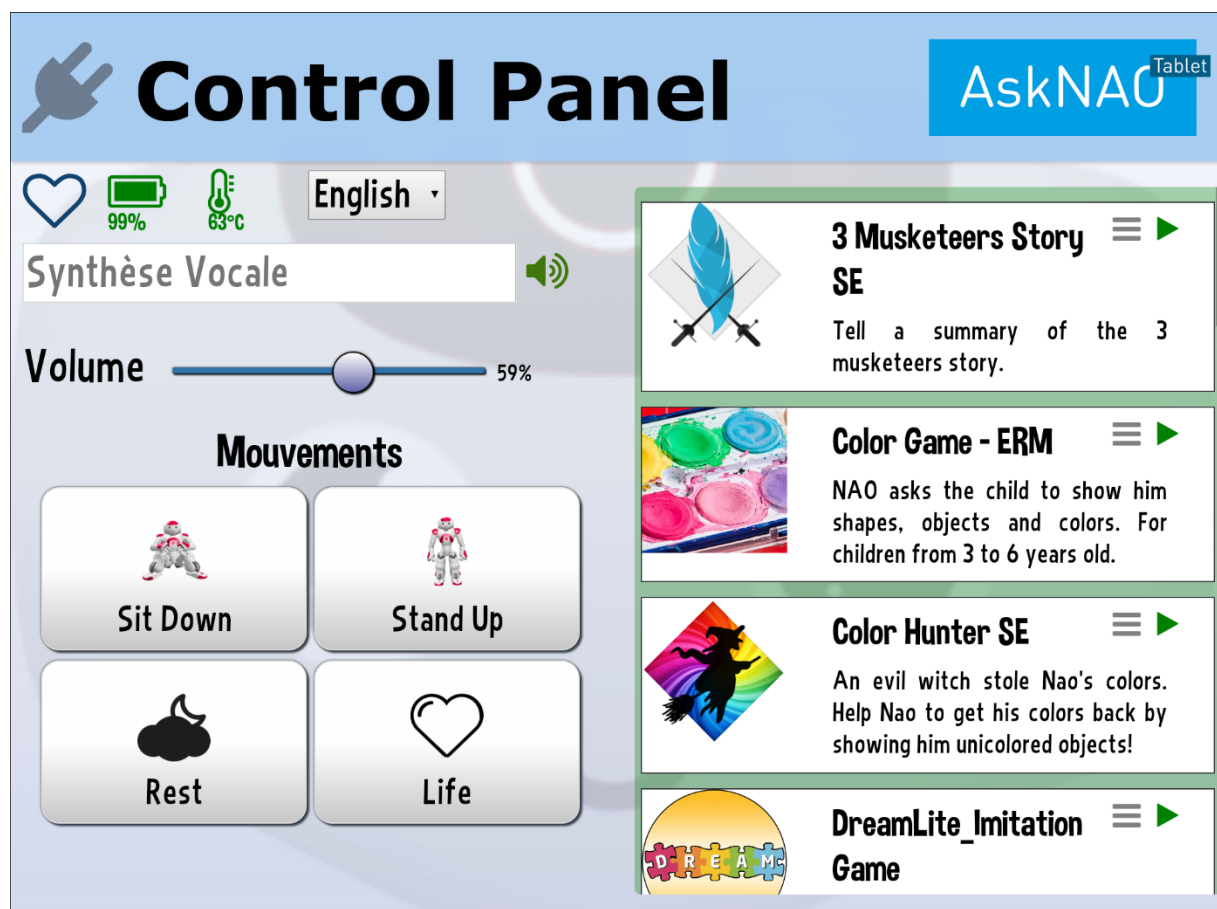 Control Panel
AskNAO
Tablet
99%
63°C
English
Synthèse Vocale
Volume
59%
Mouvements
Sit Down
Stand Up
Rest
Life
3 Musketeers Story
SE
Tell a summary of the 3
musketeers story.
Color Game - ERM
NAO asks the child to show him
shapes, objects and colors. For
children from 3 to 6 years old.
Color Hunter SE
An evil witch stole Nao's colors.
Help Nao to get his colors back by
showing him unicolored objects!
DREAM
DreamLite_Imitation
Game